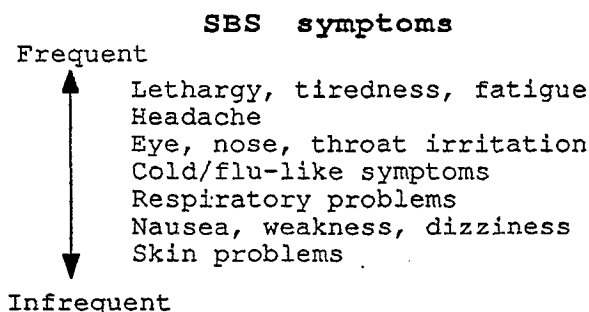 SBS symptoms
Frequent
Lethargy, tiredness, fatigue
Headache
Eye, nose, throat irritation
Cold/flu-like symptoms
Respiratory problems
Nausea, weakness, dizziness
Skin problems
Infrequent